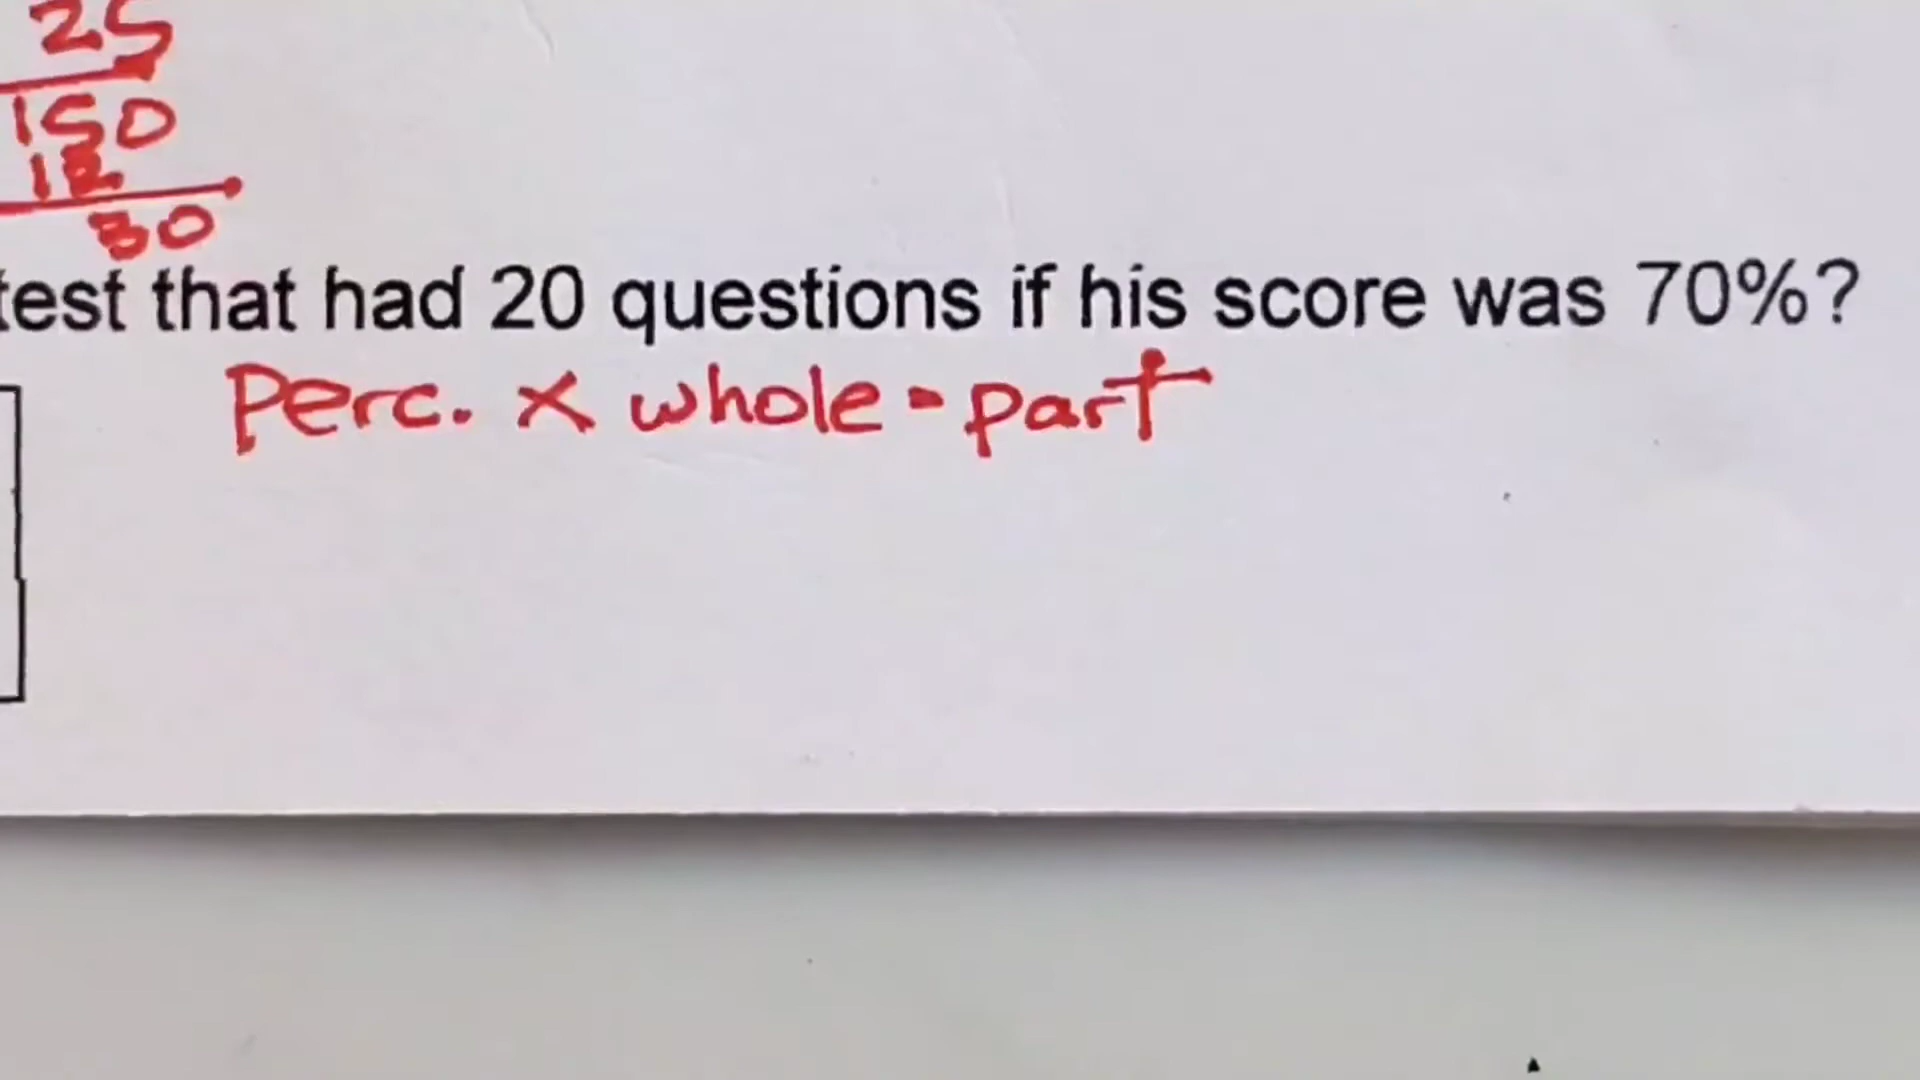 25
150
12
30
test that had 20 questions if his score was 70%?
Perc. x whole = part